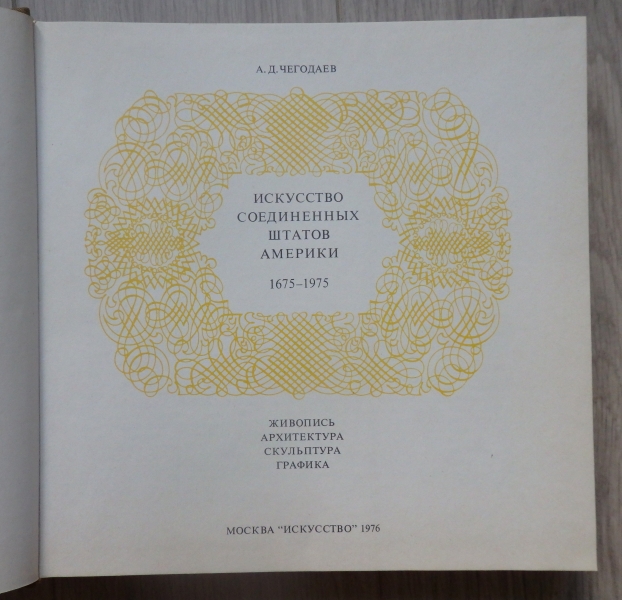 А. Д. ЧЕГОДАЕВ
ИСКУССТВО
СОЕДИНЕННЫХ
ШТАТОВ
АМЕРИКИ
1675–1975
ЖИВОПИСЬ
АРХИТЕКТУРА
СКУЛЬПТУРА
ГРАФИКА
МОСКВА "ИСКУССТВО" 1976